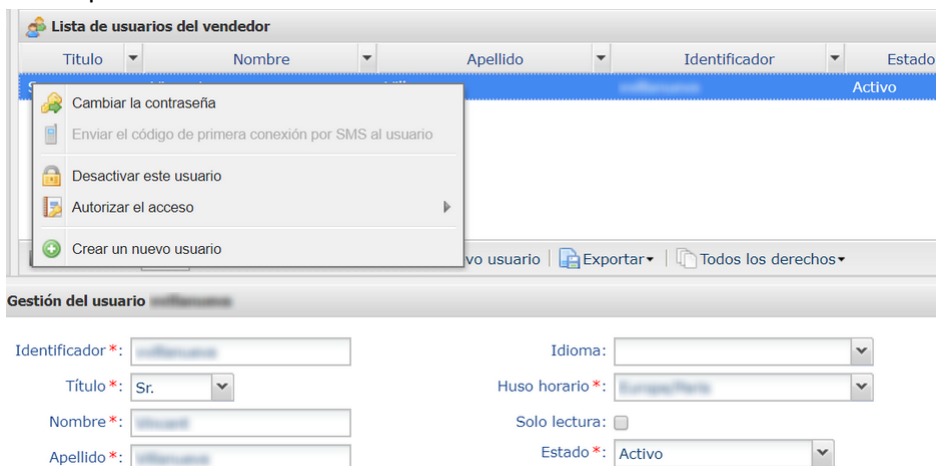 Lista de usuarios del vendedor
Titulo Nombre Apellido Identificador Estado
Activo
Cambiar la contraseña
Enviar el código de primera conexión por SMS al usuario
Desactivar este usuario
Autorizar el acceso
Crear un nuevo usuario
vo usuario Exportar Todos los derechos
Gestión del usuario
Identificador *: Idioma:
Título *: Sr. Huso horario *: Europe/Paris
Nombre *: Solo lectura:
Apellido *: Estado *: Activo